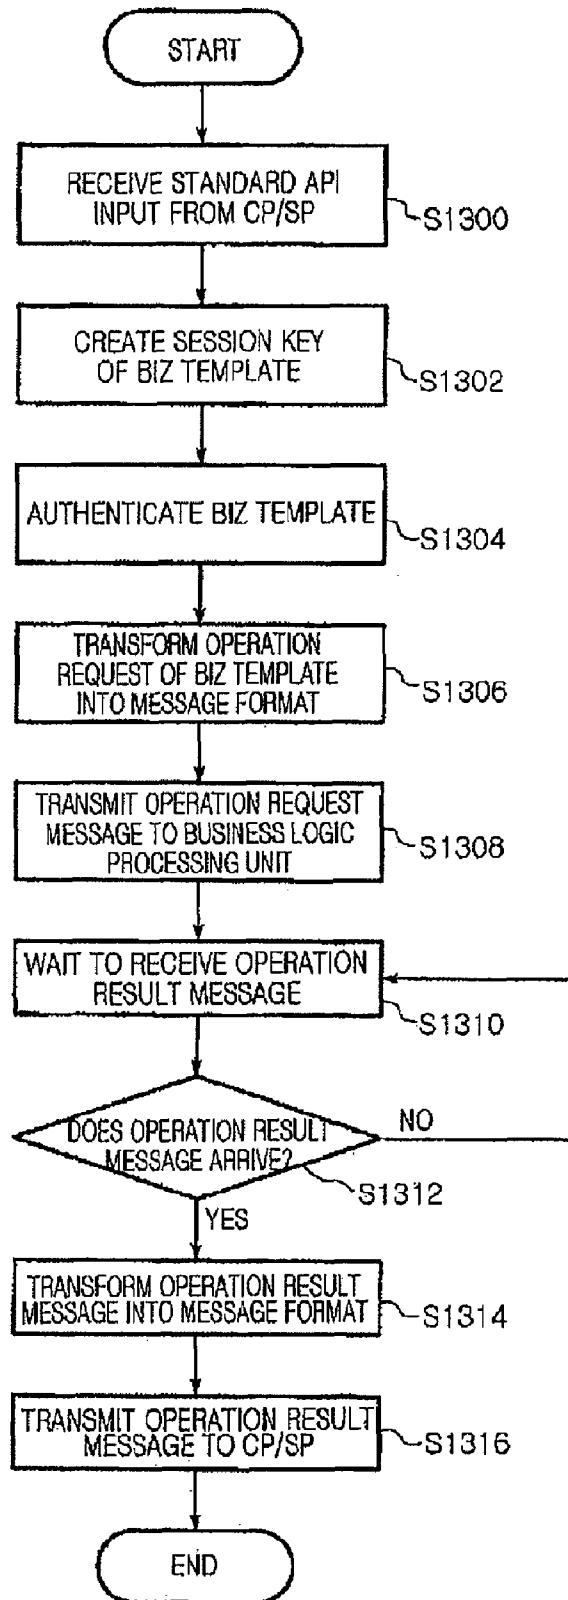 START
RECEIVE STANDARD API
INPUT FROM CP/SP
S1300
CREATE SESSION KEY
OF BIZ TEMPLATE
S1302
AUTHENTICATE BIZ TEMPLATE
S1304
TRANSFORM OPERATION
REQUEST OF BIZ TEMPLATE
INTO MESSAGE FORMAT
S1306
TRANSMIT OPERATION REQUEST
MESSAGE TO BUSINESS LOGIC
PROCESSING UNIT
S1308
WAIT TO RECEIVE OPERATION
RESULT MESSAGE
S1310
DOES OPERATION RESULT
MESSAGE ARRIVE?
NO
S1312
YES
TRANSFORM OPERATION RESULT
MESSAGE INTO MESSAGE FORMAT
S1314
TRANSMIT OPERATION RESULT
MESSAGE TO CP/SP
S1316
END